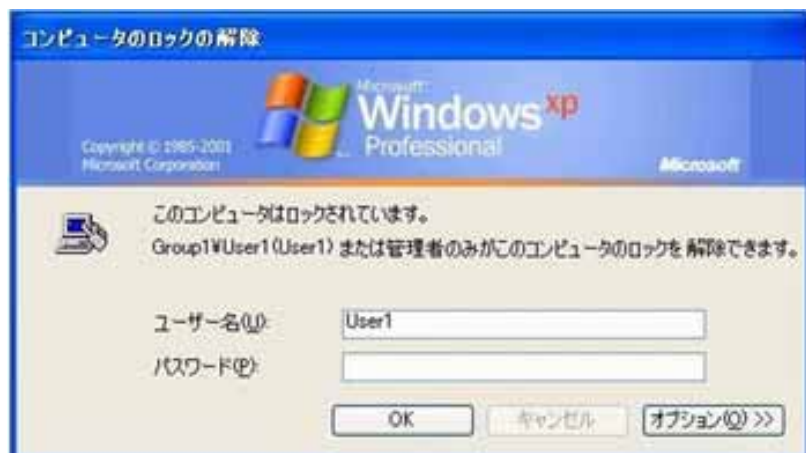 コンピュータのロックの解除
Microsoft
Windows xp
Professional
Copyright © 1985-2001
Microsoft Corporation
Microsoft
このコンピュータはロックされています。
Group1¥User1(User1) または管理者のみがこのコンピュータのロックを解除できます。
ユーザー名(U): User1
パスワード(P):
OK キャンセル オプション(O) >>